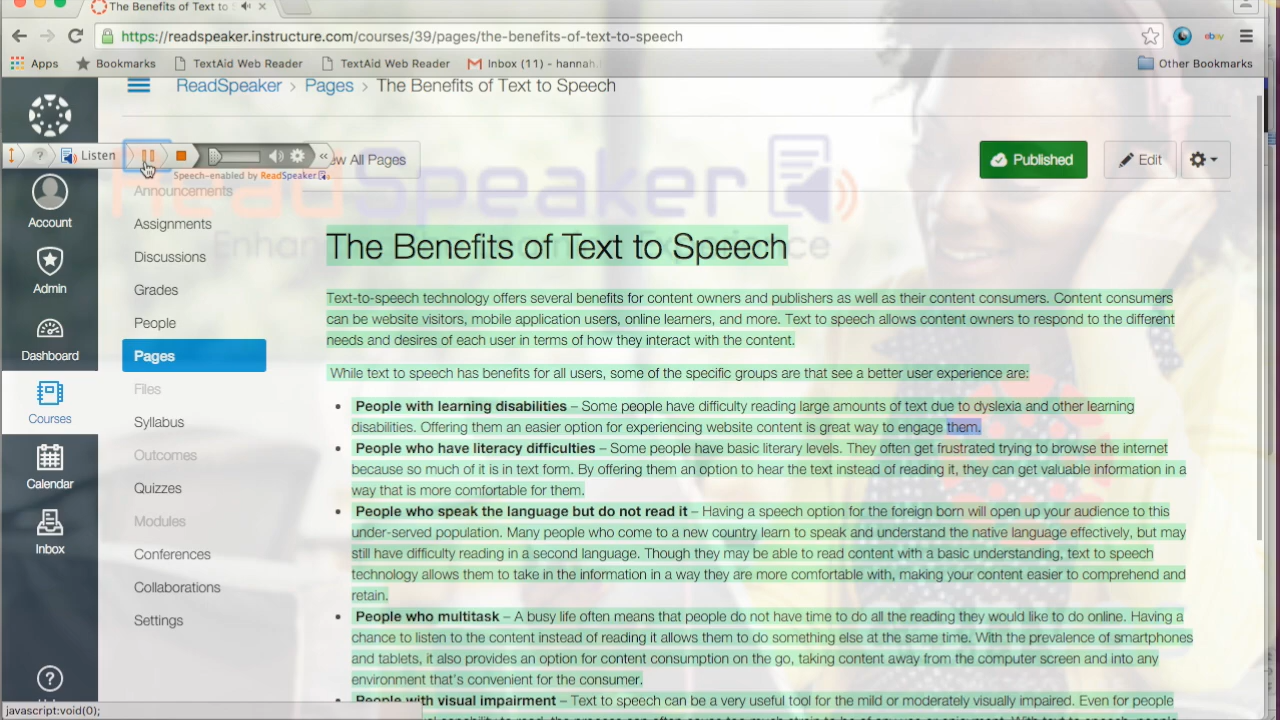 The Benefits of Text to
https://readspeaker.instructure.com/courses/39/pages/the-benefits-of-text-to-speech
Apps Bookmarks TextAid Web Reader TextAid Web Reader Inbox (11) – hannah. Other Bookmarks
ReadSpeaker > Pages > The Benefits of Text to Speech
? Listen « ew All Pages Published Edit
Speech-enabled by ReadSpeaker
ReadSpeaker
Announcements
Account
Assignments
Discussions
Admin
Grades
People
Dashboard
Pages
Files
Courses
Syllabus
Outcomes
Calendar
Quizzes
Modules
Inbox
Conferences
Collaborations
Settings
?
The Benefits of Text to Speech
Text-to-speech technology offers several benefits for content owners and publishers as well as their content consumers. Content consumers
can be website visitors, mobile application users, online learners, and more. Text to speech allows content owners to respond to the different
needs and desires of each user in terms of how they interact with the content.
While text to speech has benefits for all users, some of the specific groups are that see a better user experience are:
• People with learning disabilities – Some people have difficulty reading large amounts of text due to dyslexia and other learning
disabilities. Offering them an easier option for experiencing website content is great way to engage them.
• People who have literacy difficulties – Some people have basic literary levels. They often get frustrated trying to browse the internet
because so much of it is in text form. By offering them an option to hear the text instead of reading it, they can get valuable information in a
way that is more comfortable for them.
• People who speak the language but do not read it – Having a speech option for the foreign born will open up your audience to this
under-served population. Many people who come to a new country learn to speak and understand the native language effectively, but may
still have difficulty reading in a second language. Though they may be able to read content with a basic understanding, text to speech
technology allows them to take in the information in a way they are more comfortable with, making your content easier to comprehend and
retain.
• People who multitask – A busy life often means that people do not have time to do all the reading they would like to do online. Having a
chance to listen to the content instead of reading it allows them to do something else at the same time. With the prevalence of smartphones
and tablets, it also provides an option for content consumption on the go, taking content away from the computer screen and into any
environment that's convenient for the consumer.
• People with visual impairment – Text to speech can be a very useful tool for the mild or moderately visually impaired. Even for people
javascript:void(0);